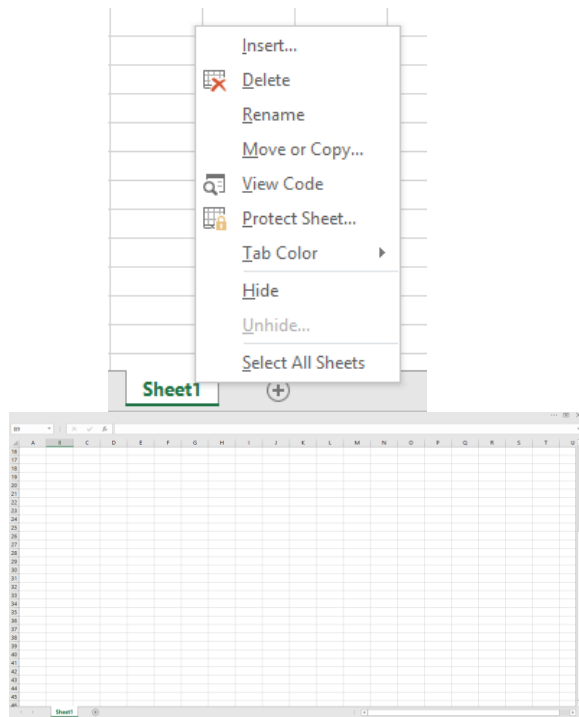 Insert...
Delete
Rename
Move or Copy...
View Code
Protect Sheet...
Tab Color
Hide
Unhide...
Select All Sheets
Sheet1
B9
A B C D E F G H I J K L M N O P Q R S T U
16
17
18
19
20
21
22
23
24
25
26
27
28
29
30
31
32
33
34
35
36
37
38
39
40
41
42
43
44
45
46
Sheet1